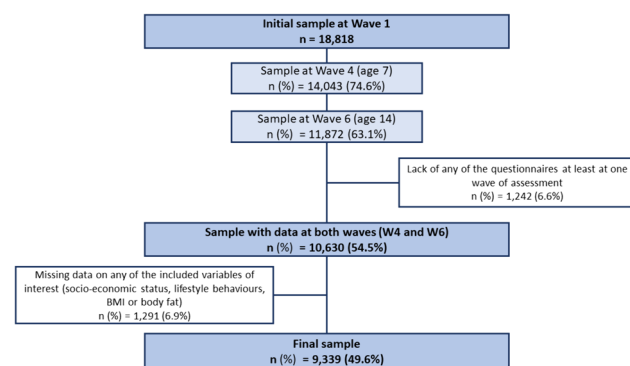 Initial sample at Wave 1
n = 18,818
Sample at Wave 4 (age 7)
n (%) = 14,043 (74.6%)
Sample at Wave 6 (age 14)
n (%) = 11,872 (63.1%)
Lack of any of the questionnaires at least at one
wave of assessment
n (%) = 1,242 (6.6%)
Sample with data at both waves (W4 and W6)
n (%) = 10,630 (54.5%)
Missing data on any of the included variables of
interest (socio-economic status, lifestyle behaviours,
BMI or body fat)
n (%) = 1,291 (6.9%)
Final sample
n (%) = 9,339 (49.6%)